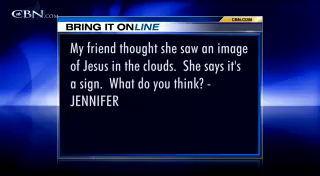 CBN.COM
BRING IT ONLINE
CBN.COM
My friend thought she saw an image
of Jesus in the clouds.  She says it's
a sign.  What do you think? -
JENNIFER